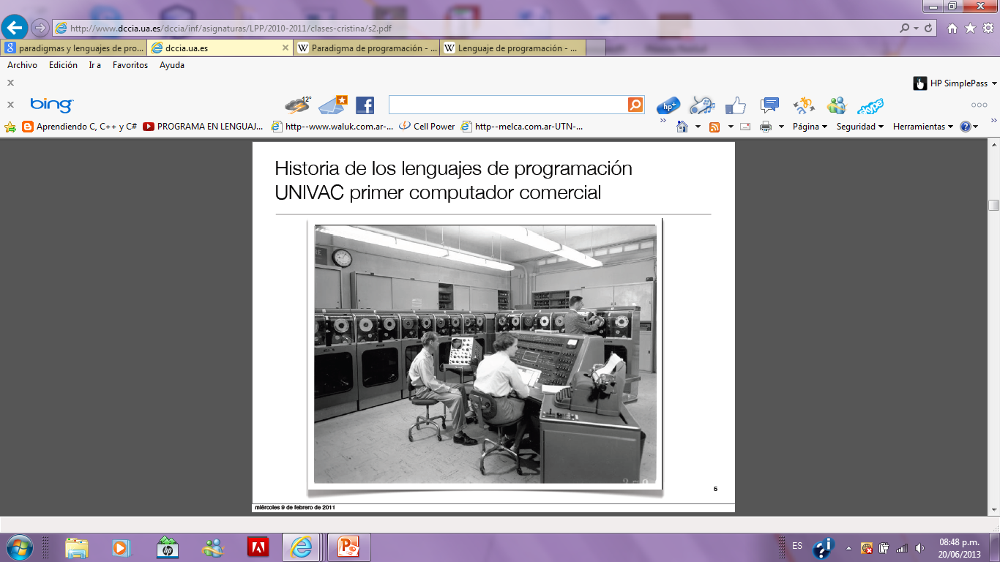 http://www.dccia.ua.es/dccia/inf/asignaturas/LPP/2010-2011/clases-cristina/s2.pdf
paradigmas y lenguajes de pro...
dccia.ua.es
Paradigma de programación - ...
Lenguaje de programación - ...
Archivo Edición Ir a Favoritos Ayuda
HP SimplePass
bing
12°
hp+
skype
Aprendiendo C, C++ y C# PROGRAMA EN LENGUAJ... http--www.waluk.com.ar-... Cell Power http--melca.com.ar-UTN-...
Página Seguridad Herramientas
Historia de los lenguajes de programación
UNIVAC primer computador comercial
5
miércoles 9 de febrero de 2011
ES
08:48 p.m.
20/06/2013